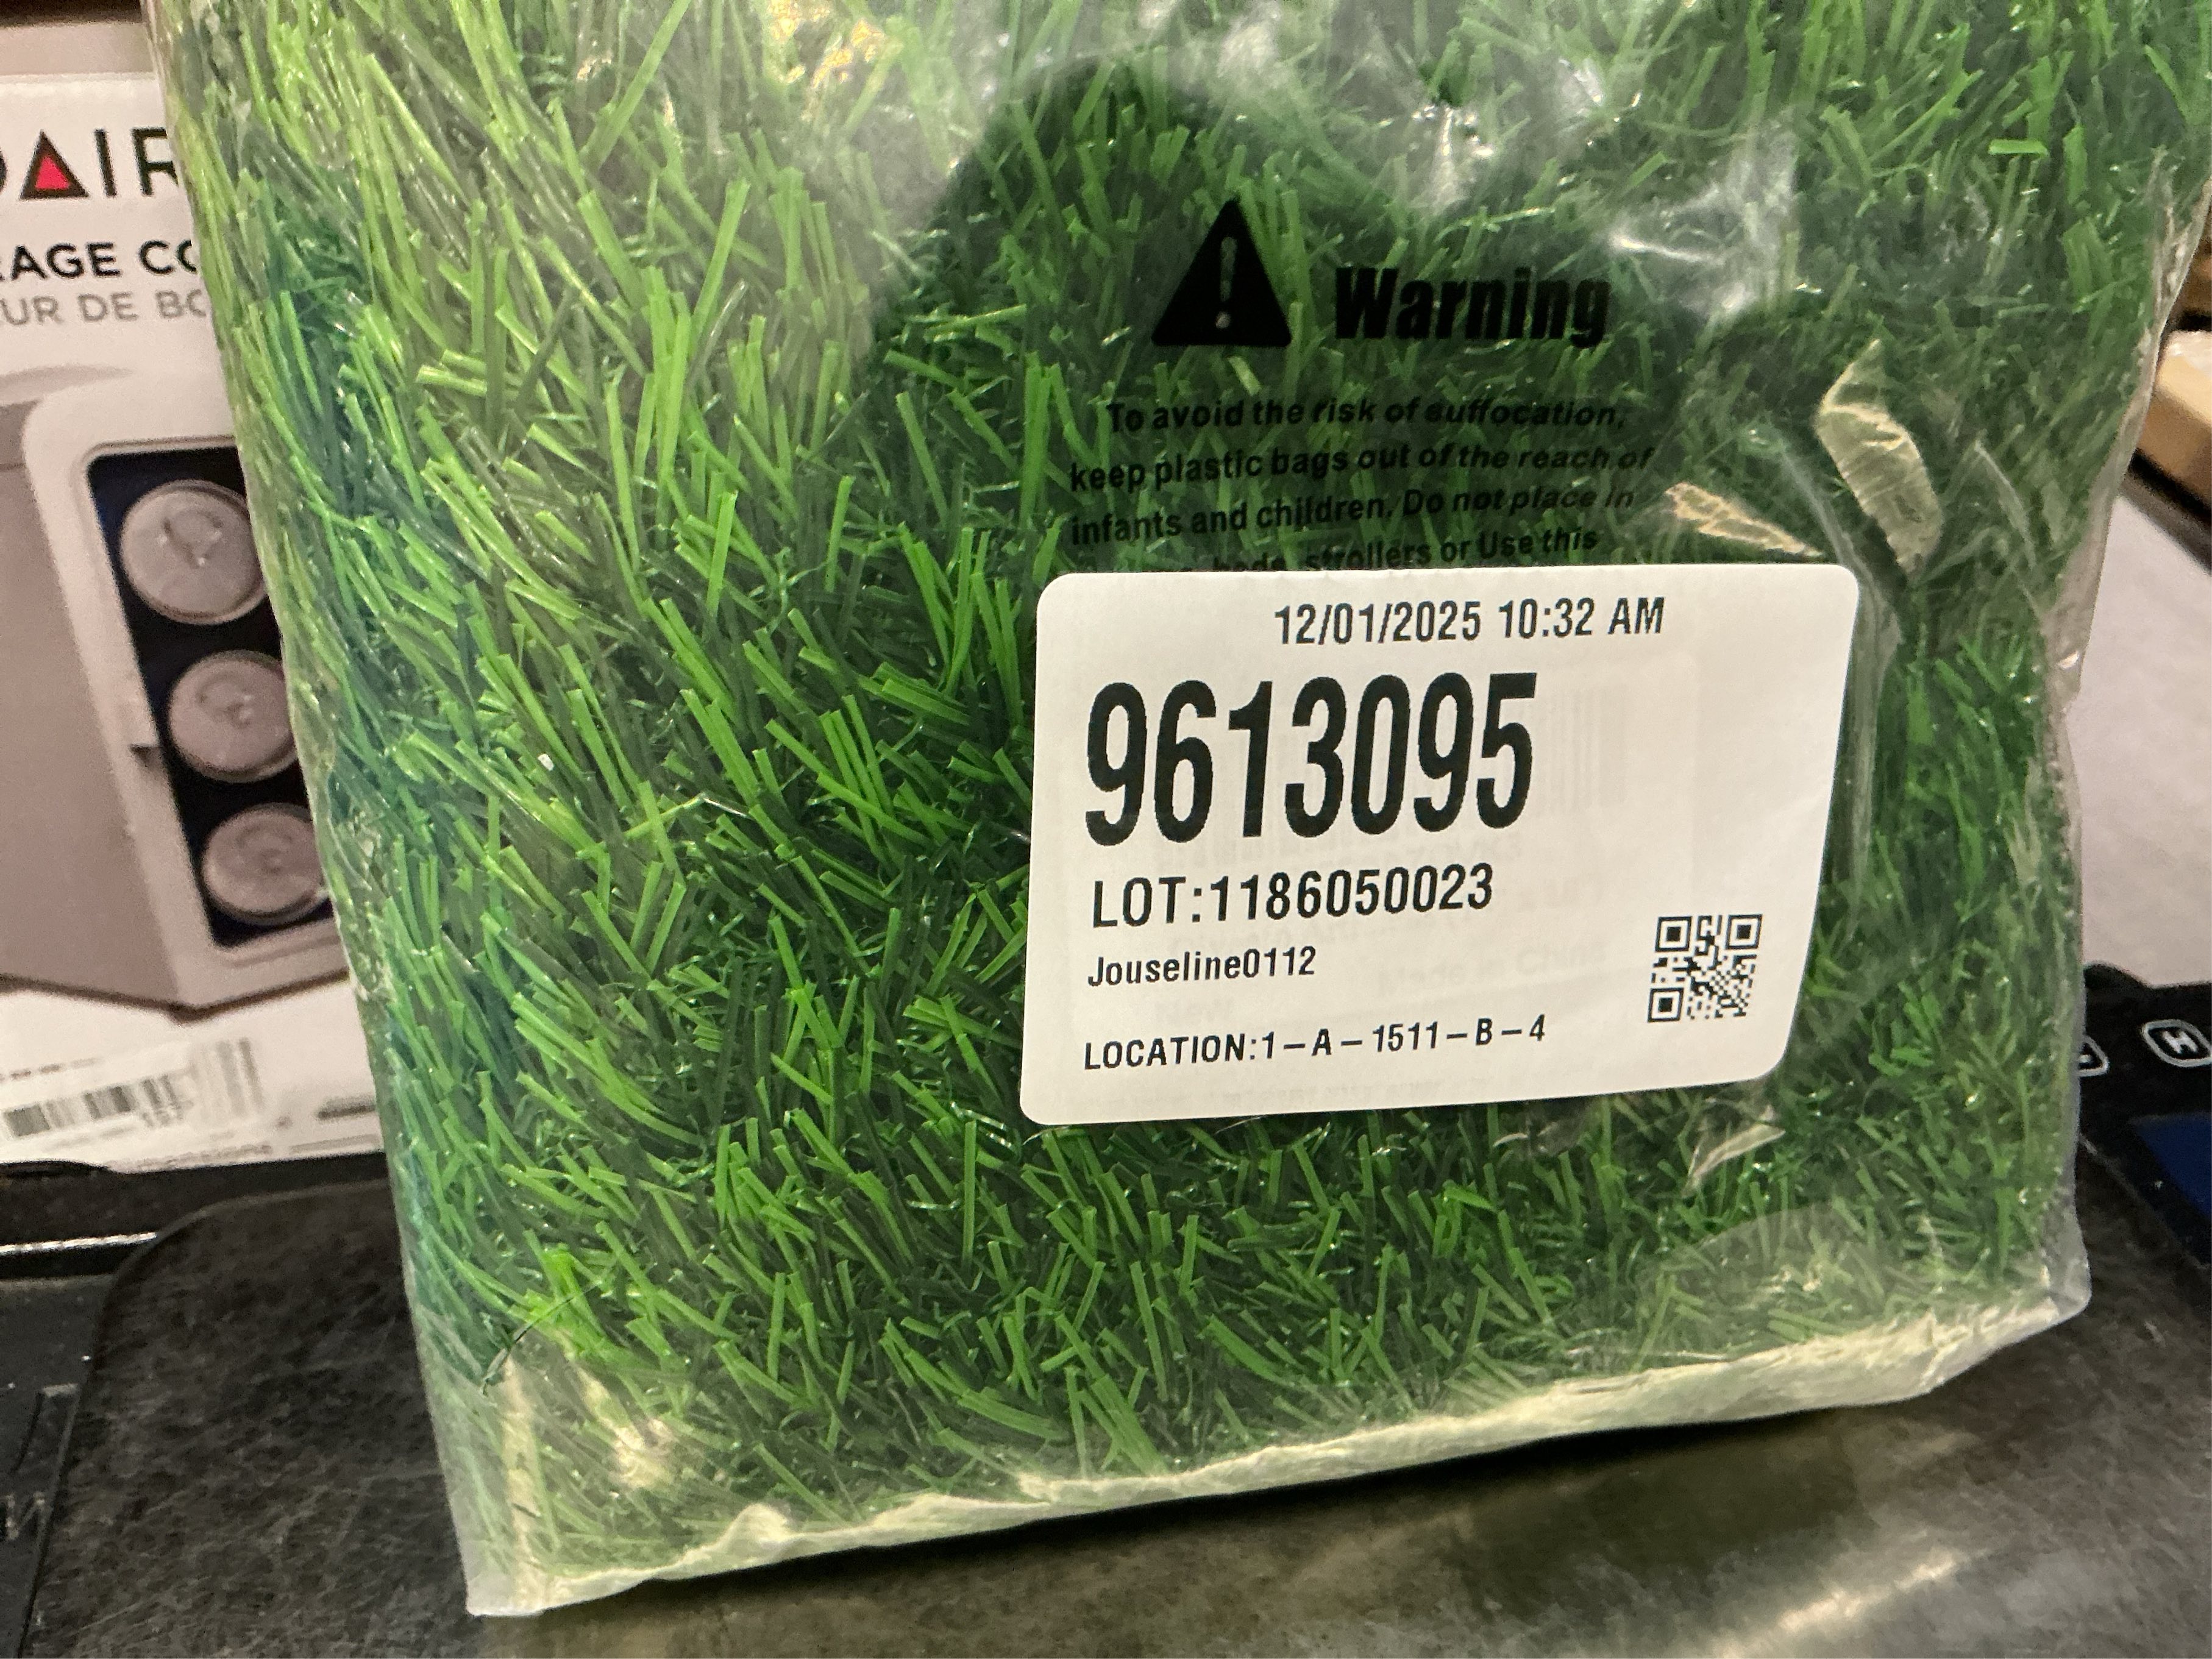 AIR
RAGE CO
EUR DE BO
Warning
To avoid the risk of suffocation,
keep plastic bags out of the reach of
infants and children. Do not place in
strollers or Use this
12/01/2025 10:32 AM
9613095
LOT:1186050023
Jouseline0112
LOCATION:1-A-1511-B-4